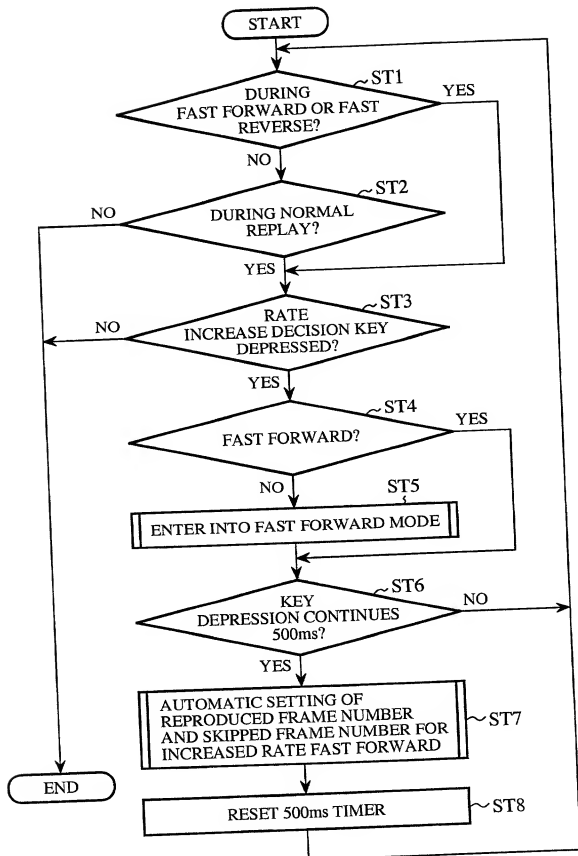 START
DURING
FAST FORWARD OR FAST
REVERSE?
ST1
YES
NO
DURING NORMAL
REPLAY?
ST2
NO
YES
RATE
INCREASE DECISION KEY
DEPRESSED?
ST3
NO
YES
FAST FORWARD?
ST4
YES
NO
ST5
ENTER INTO FAST FORWARD MODE
KEY
DEPRESSION CONTINUES
500ms?
ST6
NO
YES
AUTOMATIC SETTING OF
REPRODUCED FRAME NUMBER
AND SKIPPED FRAME NUMBER FOR
INCREASED RATE FAST FORWARD
ST7
END
RESET 500ms TIMER
ST8